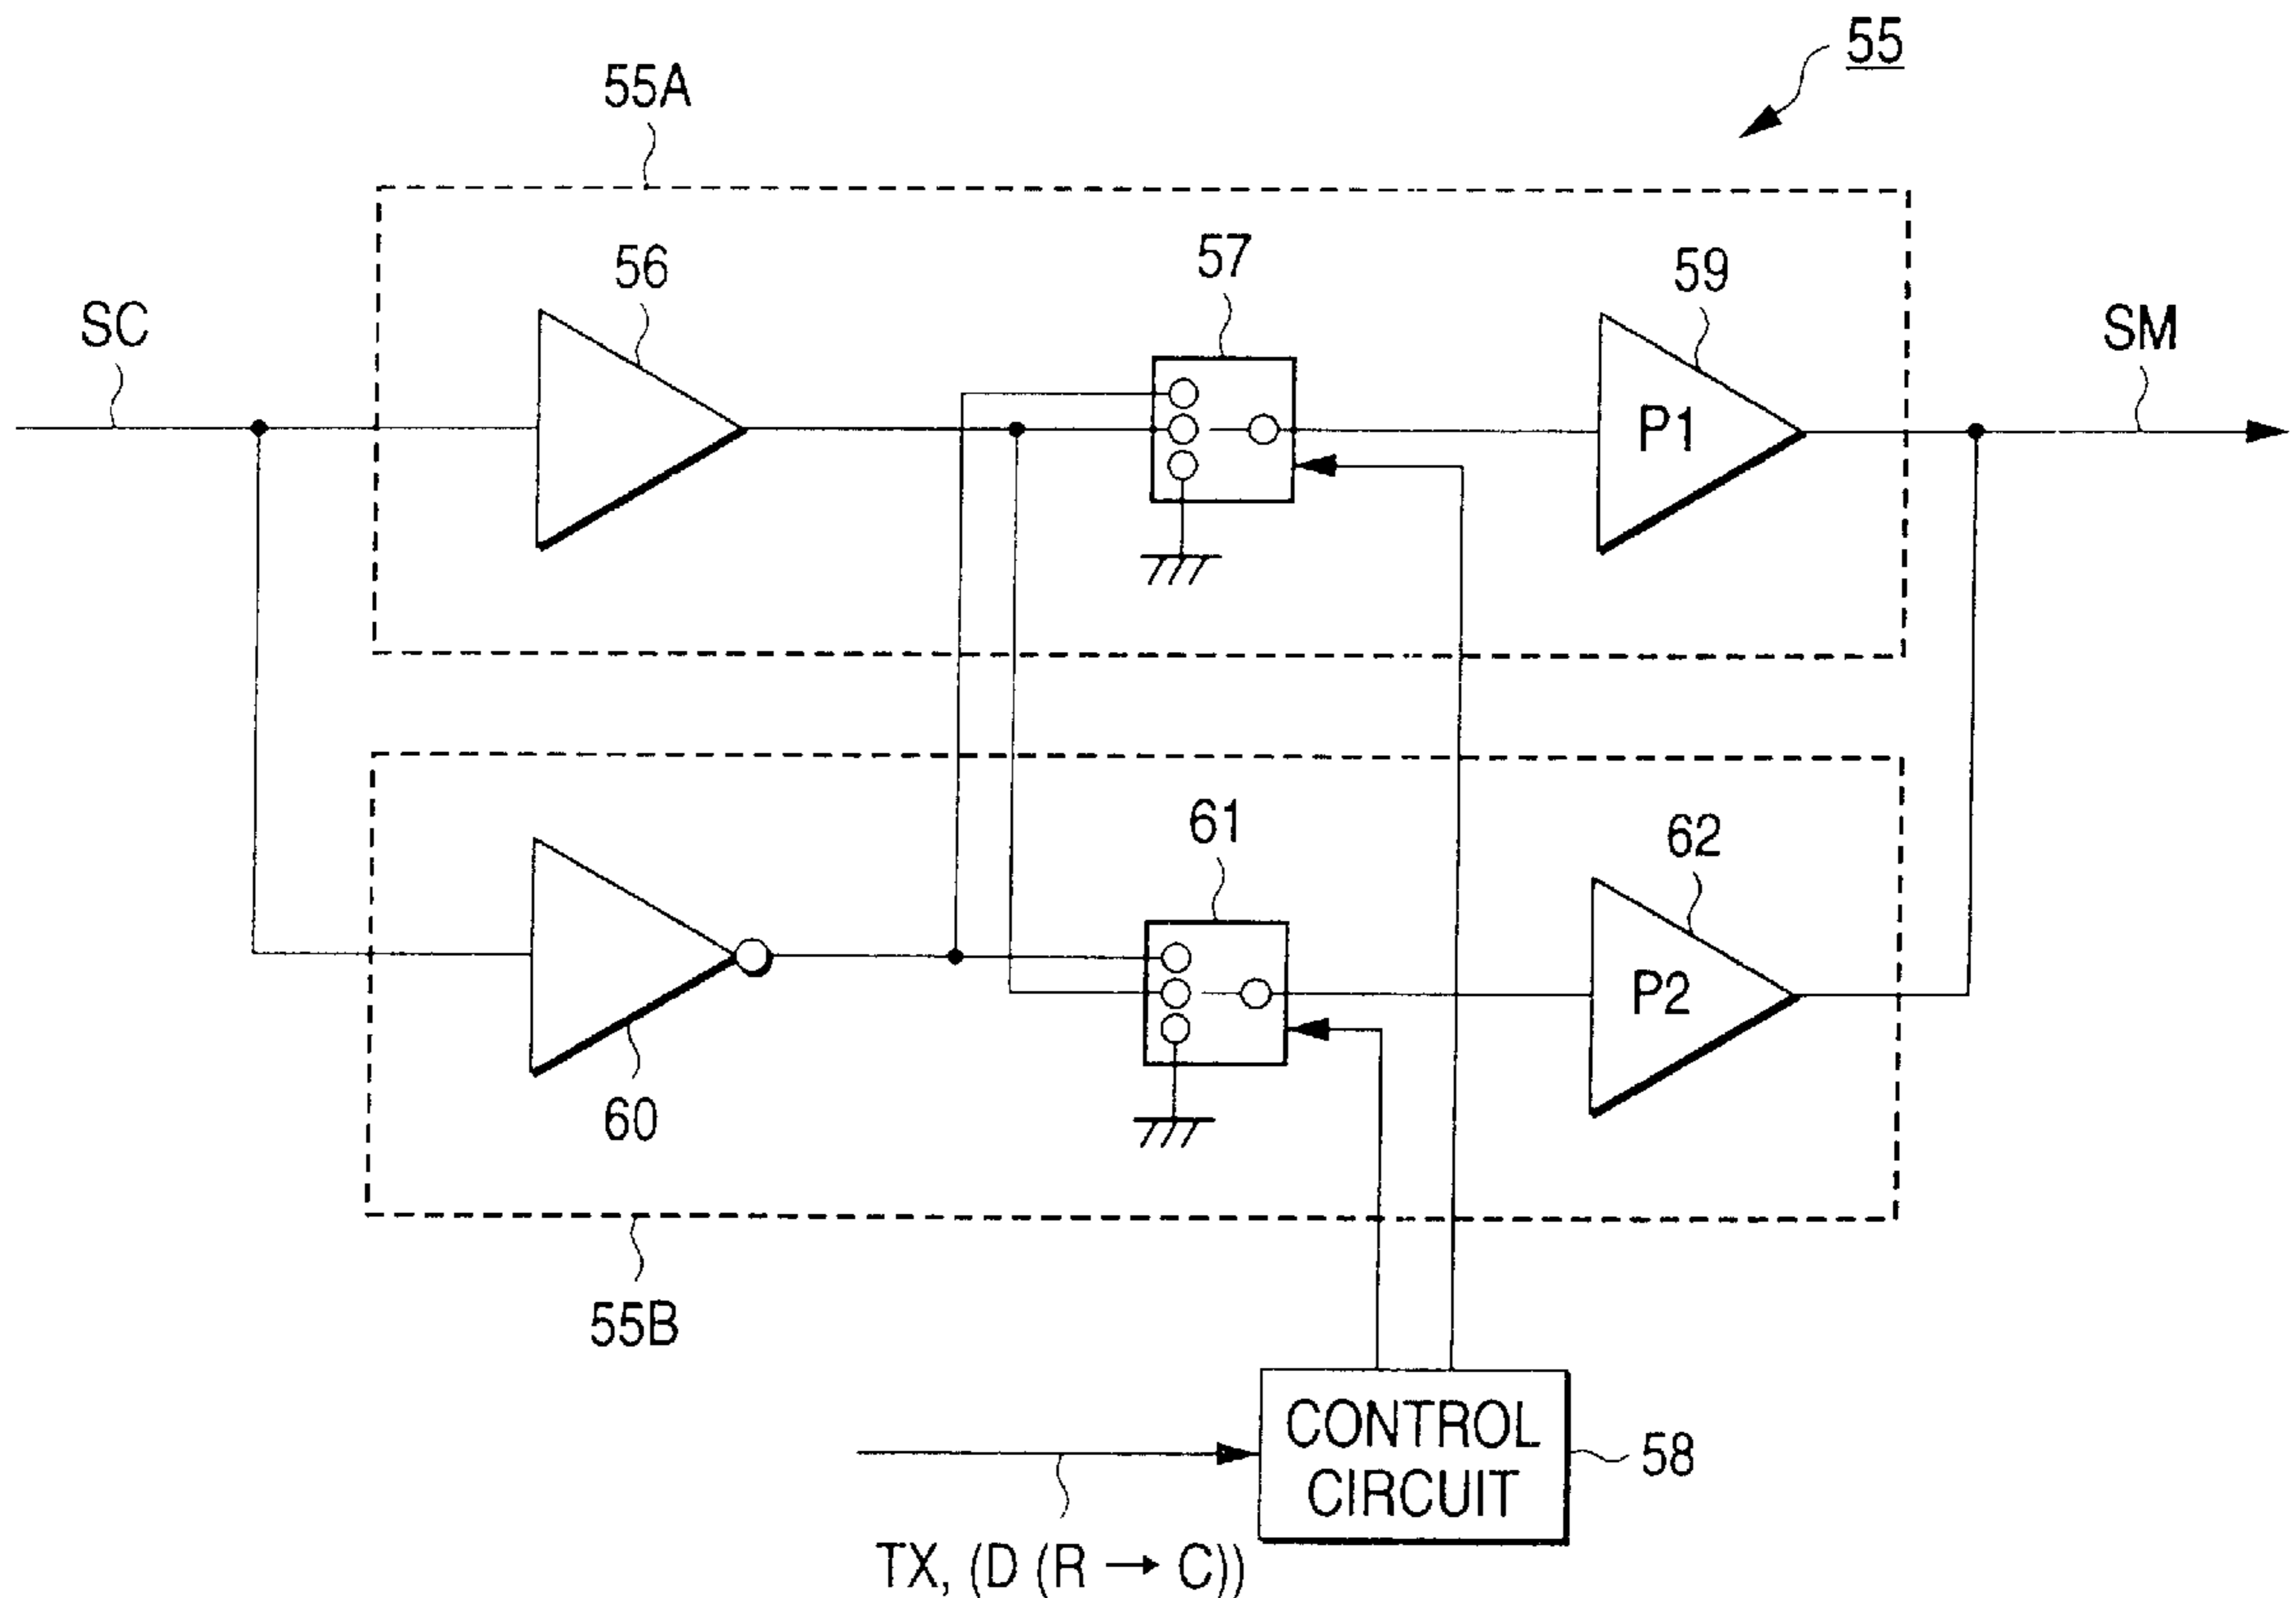 55
55A
56
57
59
SC
SM
P1
61
62
P2
60
55B
CONTROL
CIRCUIT
58
TX, (D (R → C))